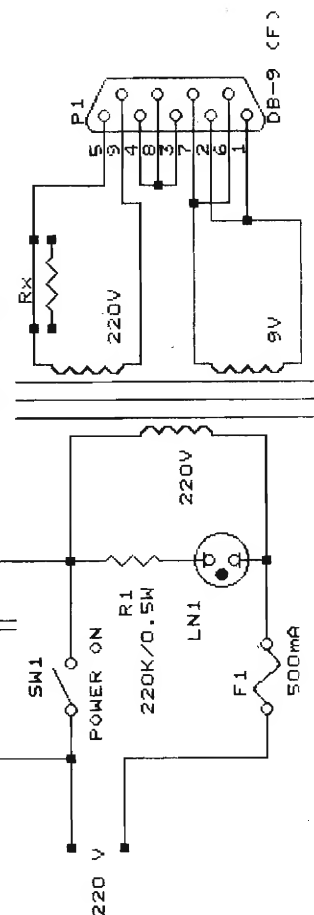 P1
DB-9 (F)
5
9
4
8
3
7
2
6
1
Rx
220V
9V
220V
R1
220K/0.5W
LN1
SW1
POWER ON
F1
500mA
220 V